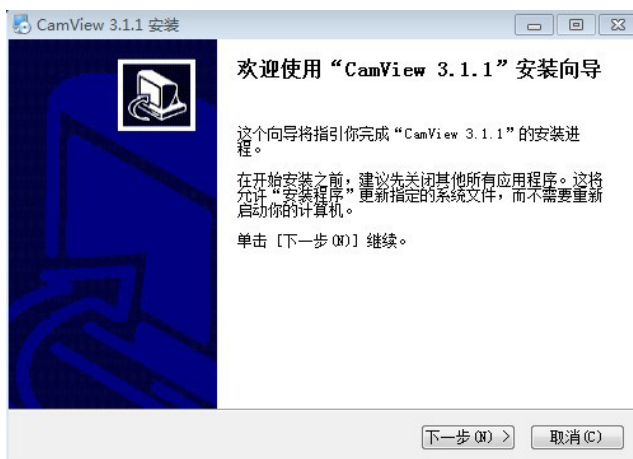 CamView 3.1.1 安装
欢迎使用“CamView 3.1.1”安装向导
这个向导将指引你完成“CamView 3.1.1”的安装进
程。
在开始安装之前，建议先关闭其他所有应用程序。这将
允许“安装程序”更新指定的系统文件，而不需要重新
启动你的计算机。
单击 [下一步(N)] 继续。
下一步(N) >
取消(C)